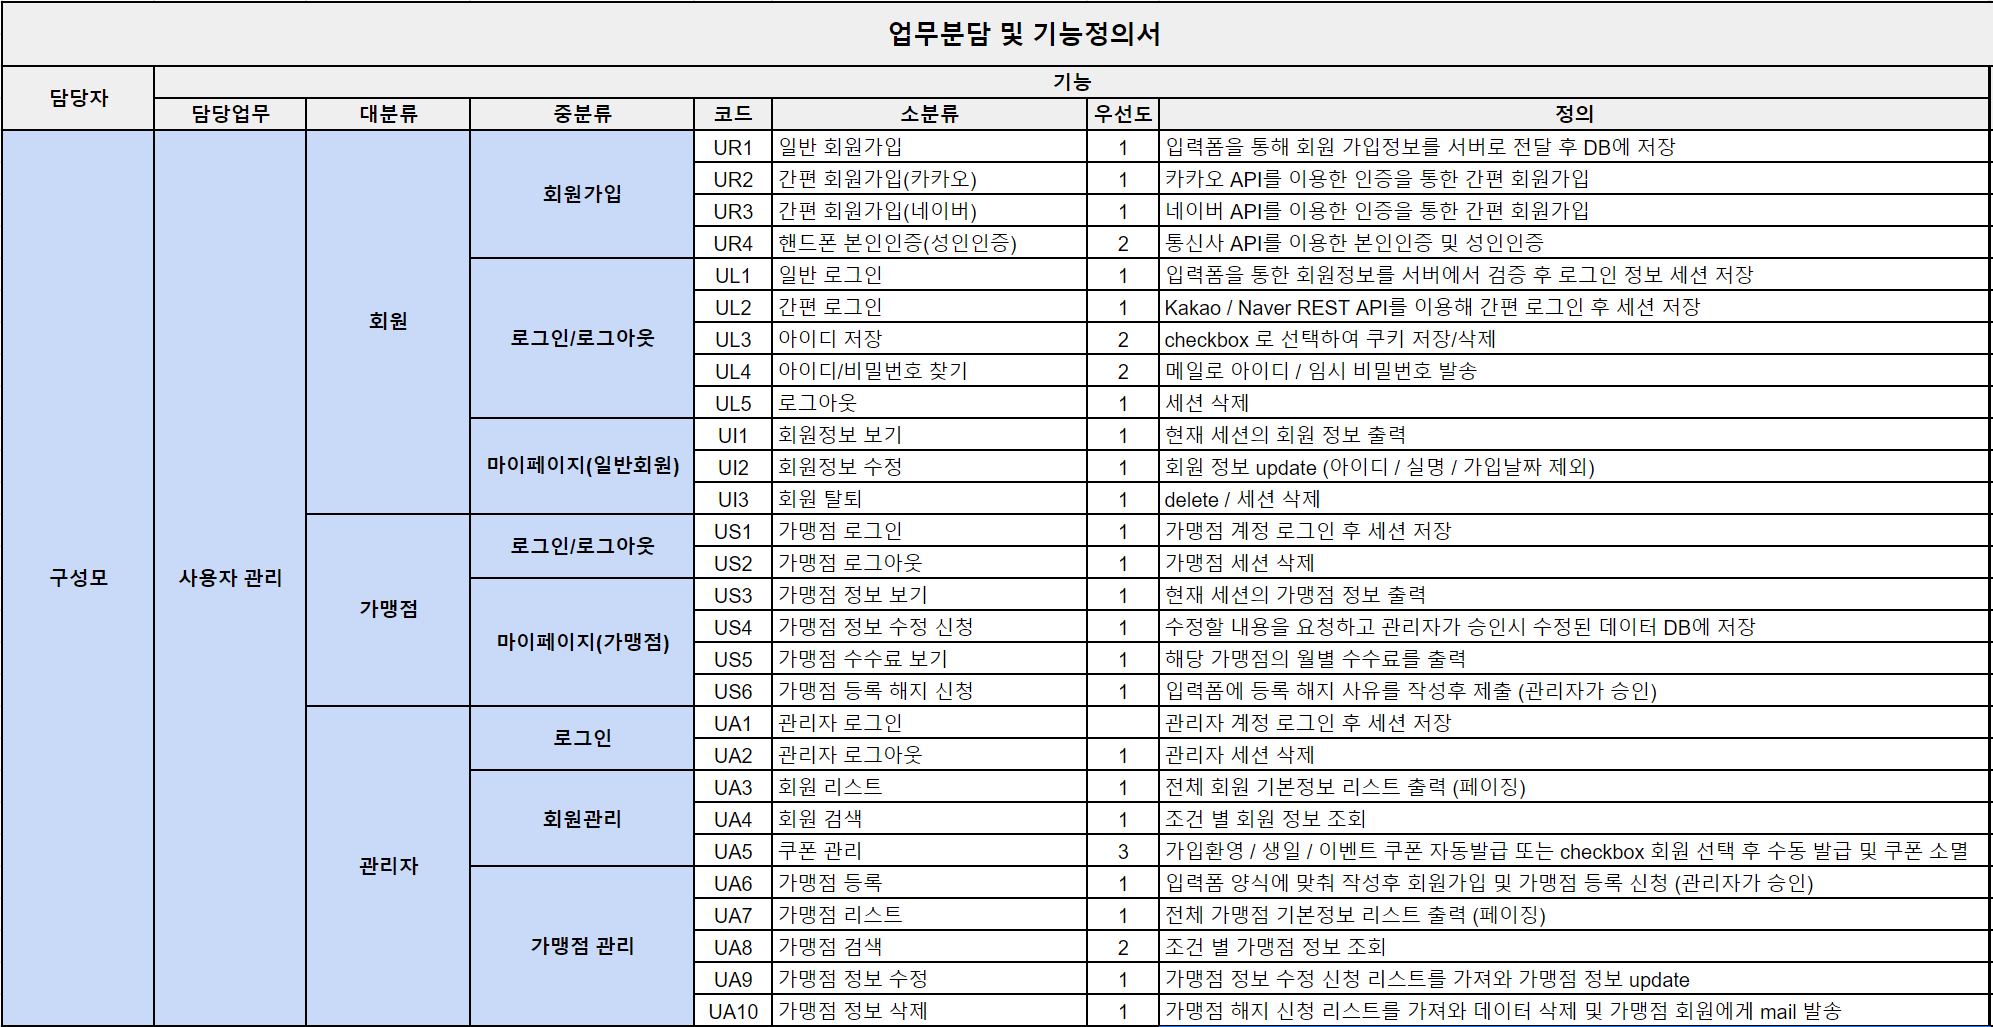 업무분담 및 기능정의서
담당자 기능
담당업무 대분류 중분류 코드 소분류 우선도 정의
구성모 사용자 관리 회원 회원가입 UR1 일반 회원가입 1 입력폼을 통해 회원 가입정보를 서버로 전달 후 DB에 저장
UR2 간편 회원가입(카카오) 1 카카오 API를 이용한 인증을 통한 간편 회원가입
UR3 간편 회원가입(네이버) 1 네이버 API를 이용한 인증을 통한 간편 회원가입
UR4 핸드폰 본인인증(성인인증) 2 통신사 API를 이용한 본인인증 및 성인인증
로그인/로그아웃 UL1 일반 로그인 1 입력폼을 통한 회원정보를 서버에서 검증 후 로그인 정보 세션 저장
UL2 간편 로그인 1 Kakao / Naver REST API를 이용해 간편 로그인 후 세션 저장
UL3 아이디 저장 2 checkbox 로 선택하여 쿠키 저장/삭제
UL4 아이디/비밀번호 찾기 2 메일로 아이디 / 임시 비밀번호 발송
UL5 로그아웃 1 세션 삭제
마이페이지(일반회원) UI1 회원정보 보기 1 현재 세션의 회원 정보 출력
UI2 회원정보 수정 1 회원 정보 update (아이디 / 실명 / 가입날짜 제외)
UI3 회원 탈퇴 1 delete / 세션 삭제
가맹점 로그인/로그아웃 US1 가맹점 로그인 1 가맹점 계정 로그인 후 세션 저장
US2 가맹점 로그아웃 1 가맹점 세션 삭제
마이페이지(가맹점) US3 가맹점 정보 보기 1 현재 세션의 가맹점 정보 출력
US4 가맹점 정보 수정 신청 1 수정할 내용을 요청하고 관리자가 승인시 수정된 데이터 DB에 저장
US5 가맹점 수수료 보기 1 해당 가맹점의 월별 수수료를 출력
US6 가맹점 등록 해지 신청 1 입력폼에 등록 해지 사유를 작성후 제출 (관리자가 승인)
관리자 로그인 UA1 관리자 로그인 관리자 계정 로그인 후 세션 저장
UA2 관리자 로그아웃 1 관리자 세션 삭제
회원관리 UA3 회원 리스트 1 전체 회원 기본정보 리스트 출력 (페이징)
UA4 회원 검색 1 조건 별 회원 정보 조회
UA5 쿠폰 관리 3 가입환영 / 생일 / 이벤트 쿠폰 자동발급 또는 checkbox 회원 선택 후 수동 발급 및 쿠폰 소멸
가맹점 관리 UA6 가맹점 등록 1 입력폼 양식에 맞춰 작성후 회원가입 및 가맹점 등록 신청 (관리자가 승인)
UA7 가맹점 리스트 1 전체 가맹점 기본정보 리스트 출력 (페이징)
UA8 가맹점 검색 2 조건 별 가맹점 정보 조회
UA9 가맹점 정보 수정 1 가맹점 정보 수정 신청 리스트를 가져와 가맹점 정보 update
UA10 가맹점 정보 삭제 1 가맹점 해지 신청 리스트를 가져와 데이터 삭제 및 가맹점 회원에게 mail 발송